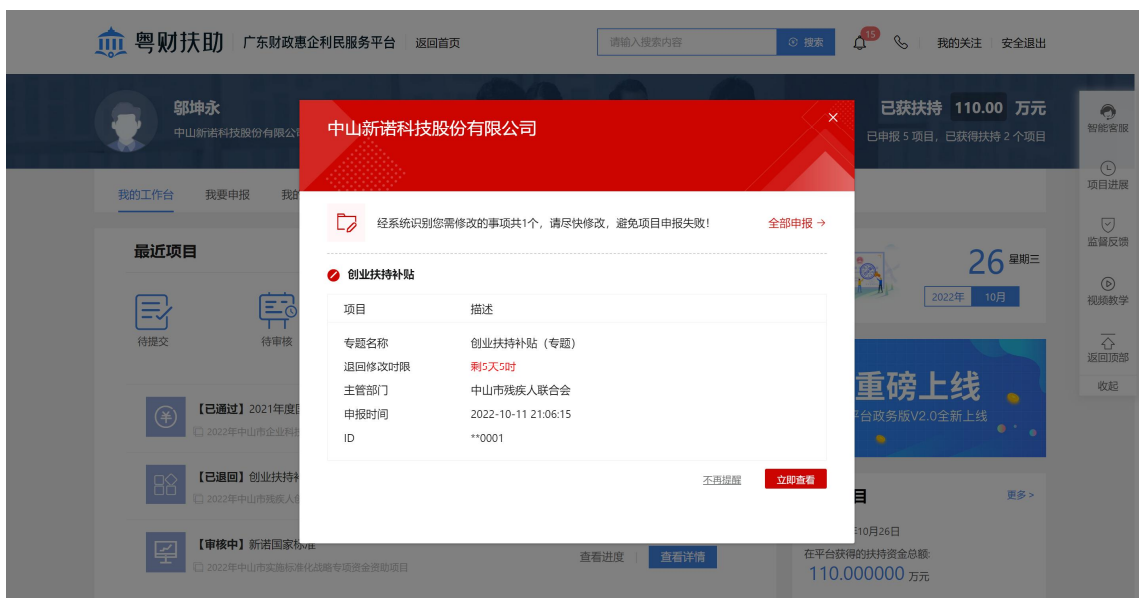 粤财扶助 广东财政惠企利民服务平台 返回首页 请输入搜索内容 搜索 15 我的关注 安全退出
邬坤永
中山新诺科技股份有限公
已获扶持 110.00 万元
已申报 5 项目，已获得扶持 2 个项目
我的工作台 我要申报
中山新诺科技股份有限公司
经系统识别您需修改的事项共1个，请尽快修改，避免项目申报失败！ 全部申报 →
创业扶持补贴
项目 描述
专题名称 创业扶持补贴（专题）
退回修改时限 剩5天5时
主管部门 中山市残疾人联合会
申报时间 2022-10-11 21:06:15
ID **0001
不再提醒 立即查看
最近项目
待提交 待审核
【已通过】2021年度
2022年中山市企业科
【已退回】创业扶持
2022年中山市残疾人
【审核中】新诺国家标准
2022年中山市实施标准化战略专项资金资助项目
查看进度 查看详情
26 星期三
2022年 10月
重磅上线
平台政务版V2.0全新上线
目 更多 >
年10月26日
在平台获得的扶持资金总额:
110.000000 万元
智能客服
项目进展
监督反馈
视频教学
返回顶部
收起